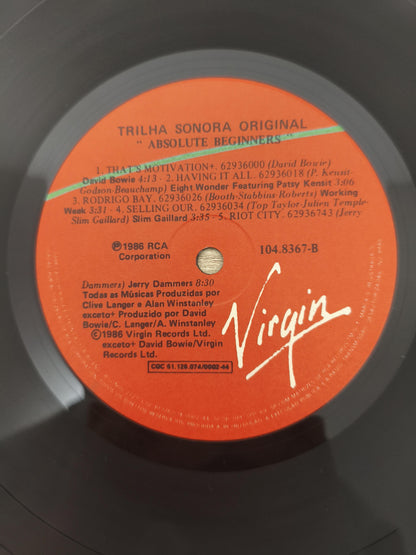 TRILHA SONORA ORIGINAL
" ABSOLUTE BEGINNERS "
1. THAT'S MOTIVATION+. 62936000 (David Bowie)
David Bowie 4:13 - 2. HAVING IT ALL. 62936018 (P. Kensit-
Godson-Beauchamp) Eight Wonder Featuring Patsy Kensit 3:06
3. RODRIGO BAY. 62936026 (Booth-Stabbins-Roberts) Working
Week 3:31 - 4. SELLING OUR. 62936034 (Top Taylor-Julien Temple-
Slim Gaillard) Slim Gaillard 3:35 - 5. RIOT CITY. 62936743 (Jerry
Ⓟ1986 RCA
Corporation
104.8367-B
Dammers) Jerry Dammers 8:30
Todas as Músicas Produzidas por
Clive Langer e Alan Winstanley
exceto+ Produzido por David
Bowie/C. Langer/A. Winstanley
©1986 Virgin Records Ltd.
exceto+ David Bowie/Virgin
Records Ltd.
Virgin